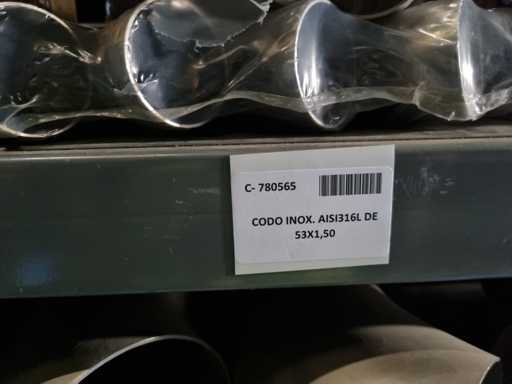 C- 780565
CODO INOX. AISI316L DE
53X1,50